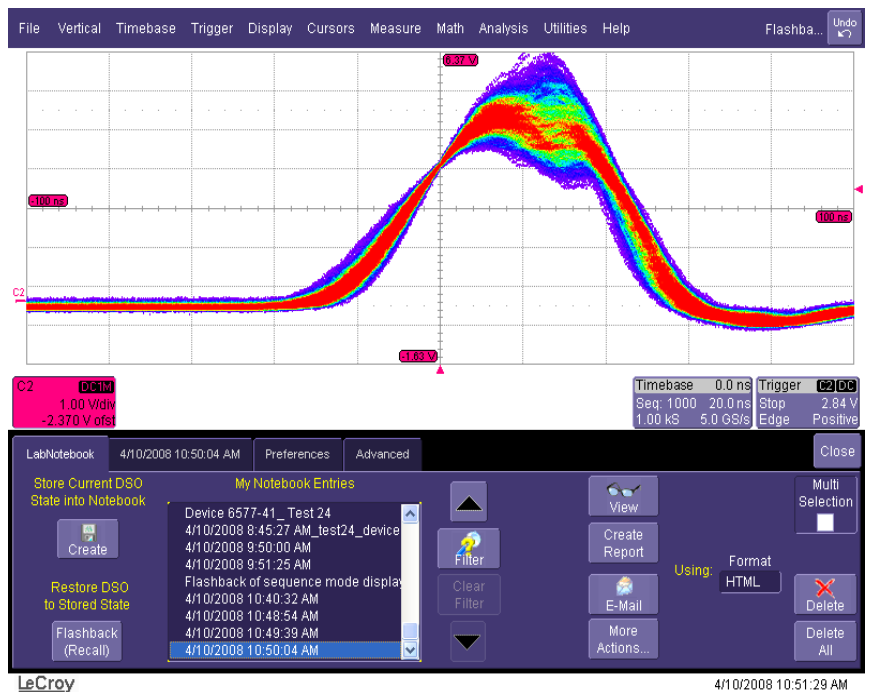 File Vertical Timebase Trigger Display Cursors Measure Math Analysis Utilities Help Flashba... Undo
6.37 V
-100 ns
100 ns
C2
-1.63 V
C2 DC1M
1.00 V/div
-2.370 V ofst
Timebase 0.0 ns
Seq: 1000 20.0 ns
1.00 kS 5.0 GS/s
Trigger C2 DC
Stop 2.84 V
Edge Positive
LabNotebook 4/10/2008 10:50:04 AM Preferences Advanced Close
Store Current DSO
State into Notebook
Create
Restore DSO
to Stored State
Flashback
(Recall)
My Notebook Entries
Device 6577-41_ Test 24
4/10/2008 8:45:27 AM_test24_device
4/10/2008 9:50:00 AM
4/10/2008 9:51:25 AM
Flashback of sequence mode display
4/10/2008 10:40:32 AM
4/10/2008 10:48:54 AM
4/10/2008 10:49:39 AM
4/10/2008 10:50:04 AM
Filter
Clear
Filter
View
Create
Report
E-Mail
More
Actions...
Using:
Format
HTML
Multi
Selection
Delete
Delete
All
LeCroy
4/10/2008 10:51:29 AM